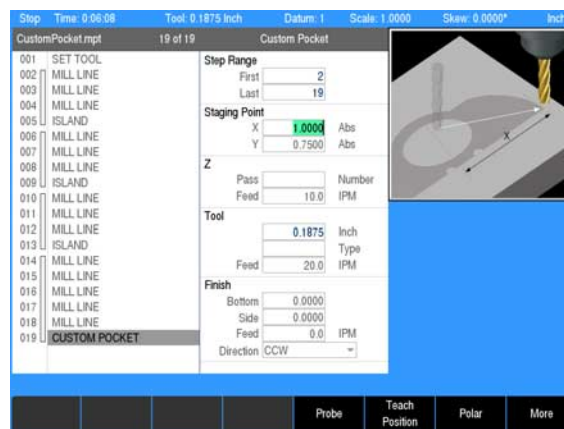 Stop Time: 0:06:08 Tool: 0.1875 Inch Datum: 1 Scale: 1.0000 Skew: 0.0000° Inch
CustomPocket.mpt 19 of 19 Custom Pocket
001 SET TOOL
002 MILL LINE
003 MILL LINE
004 MILL LINE
005 ISLAND
006 MILL LINE
007 MILL LINE
008 MILL LINE
009 ISLAND
010 MILL LINE
011 MILL LINE
012 MILL LINE
013 ISLAND
014 MILL LINE
015 MILL LINE
016 MILL LINE
017 MILL LINE
018 MILL LINE
019 CUSTOM POCKET
Step Range
First 2
Last 19
Staging Point
X 1.0000 Abs
Y 0.7500 Abs
Z
Pass Number
Feed 10.0 IPM
Tool
0.1875 Inch
Type
Feed 20.0 IPM
Finish
Bottom 0.0000
Side 0.0000
Feed 0.0 IPM
Direction CCW
X
Probe Teach Position Polar More